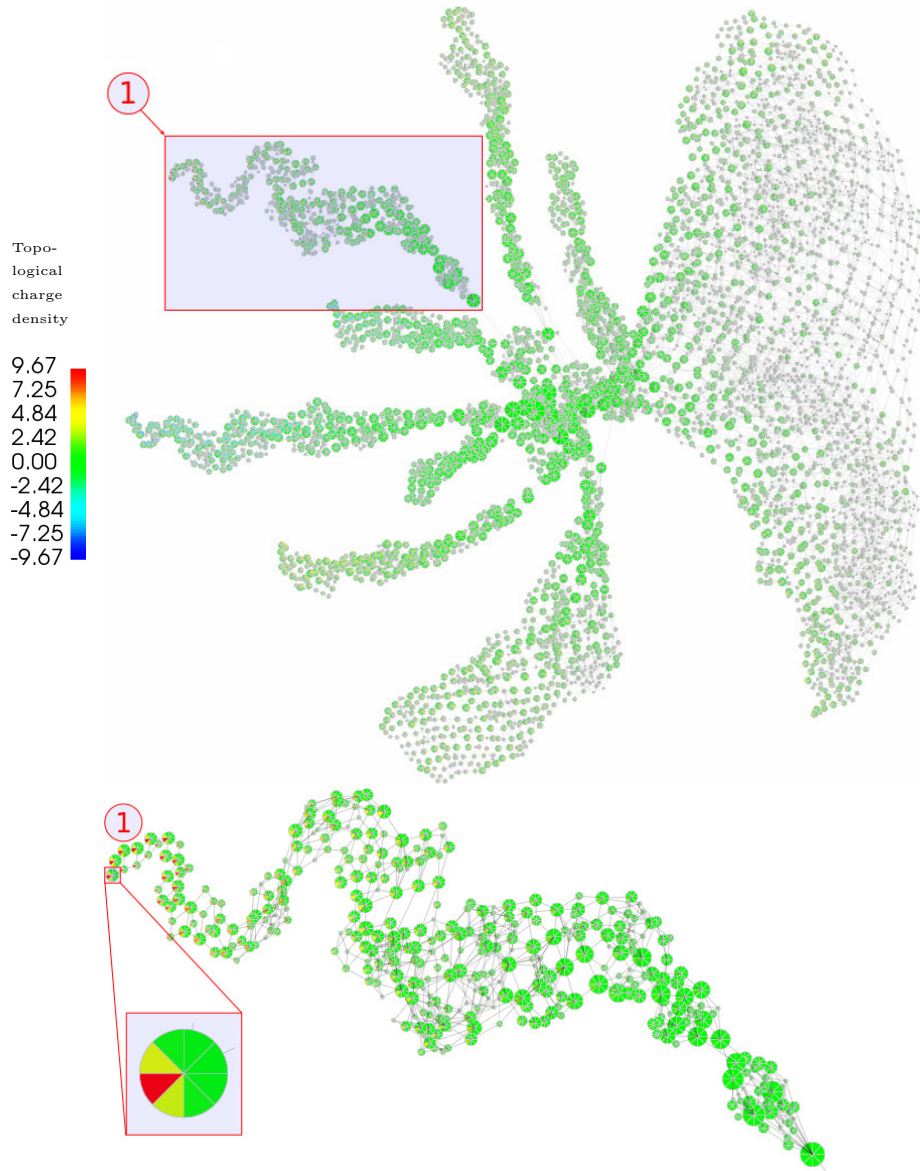 1
Topo-
logical
charge
density
9.67
7.25
4.84
2.42
0.00
-2.42
-4.84
-7.25
-9.67
1